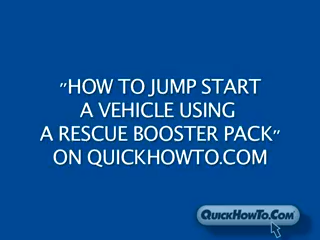 "HOW TO JUMP START
A VEHICLE USING
A RESCUE BOOSTER PACK"
ON QUICKHOWTO.COM
QUICKHOWTO.COM